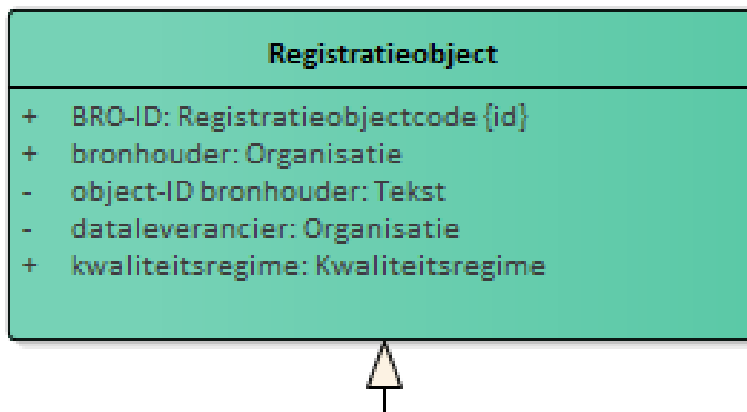 Registratieobject
+ BRO-ID: Registratieobjectcode {id}
+ bronhouder: Organisatie
- object-ID bronhouder: Tekst
- dataleverancier: Organisatie
+ kwaliteitsregime: Kwaliteitsregime